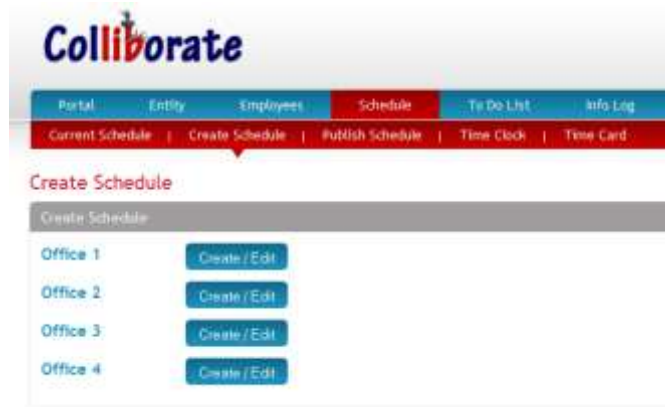 Colliborate
Portal Entity Employees Schedule To Do List Info Log
Current Schedule | Create Schedule | Publish Schedule | Time Clock | Time Card
Create Schedule
Create Schedule
Office 1 Create / Edit
Office 2 Create / Edit
Office 3 Create / Edit
Office 4 Create / Edit